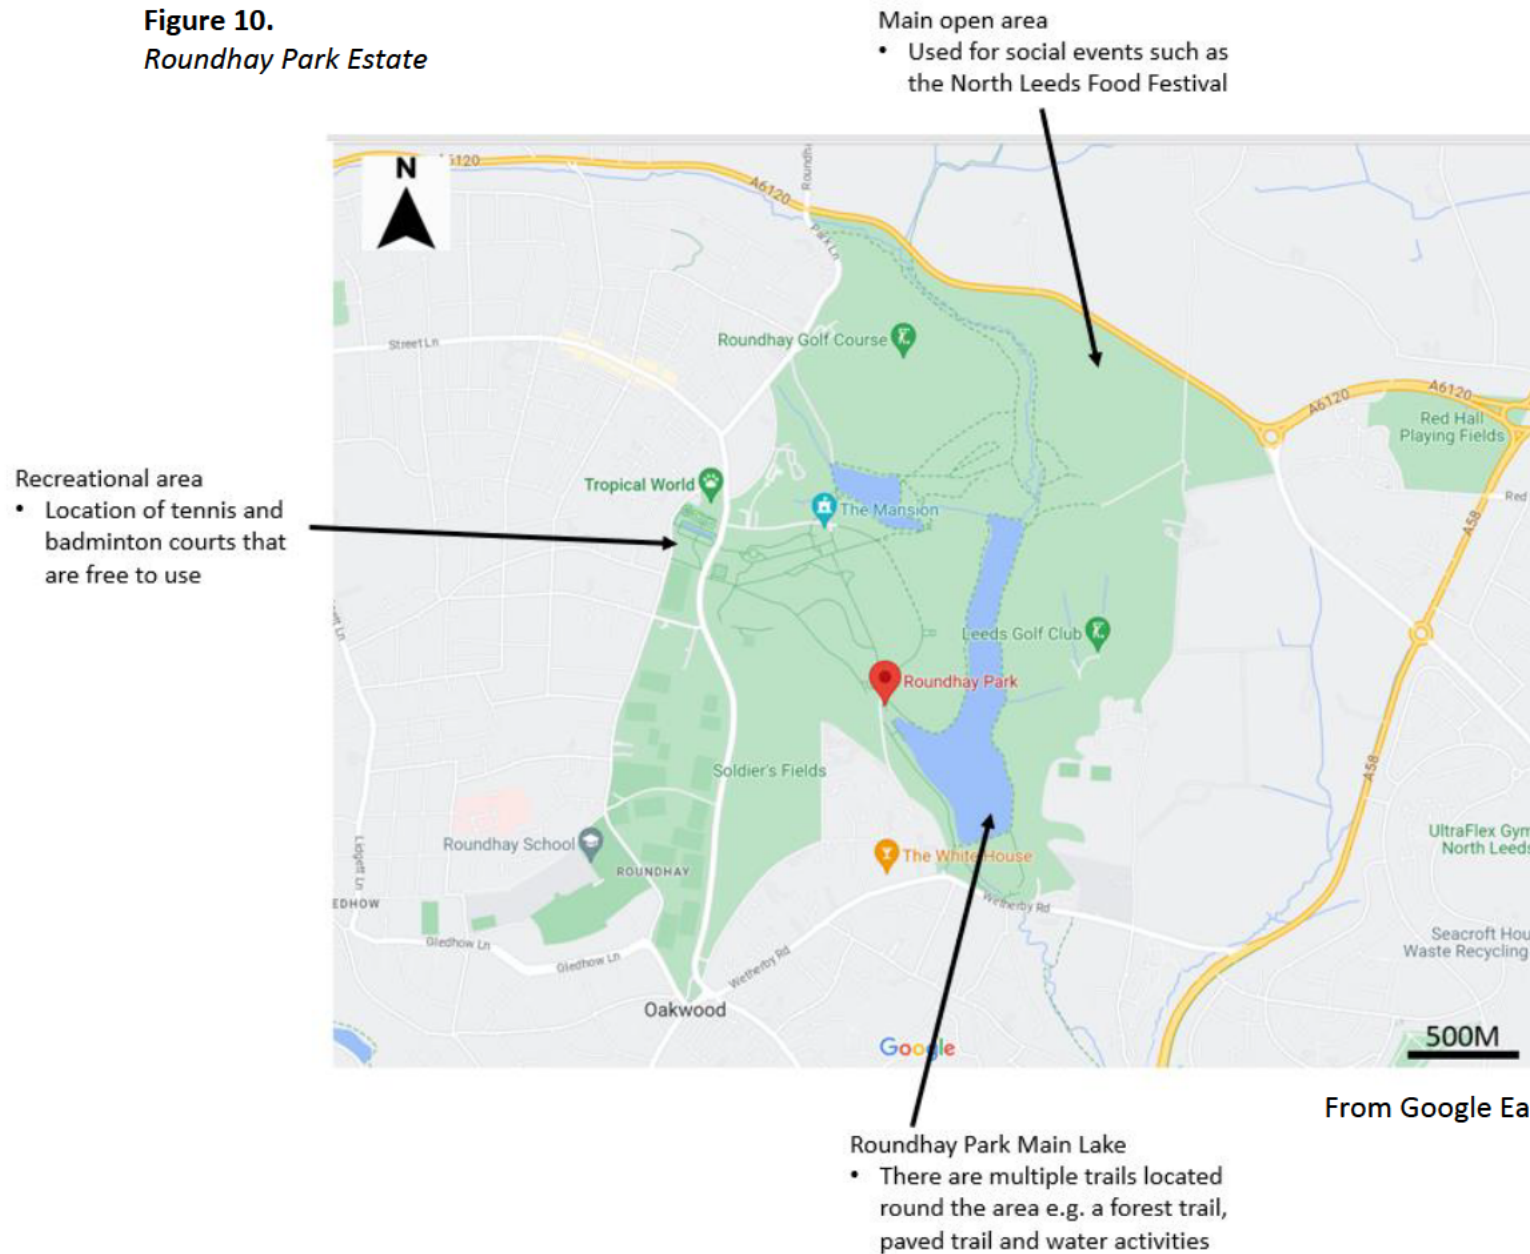 Figure 10.
Roundhay Park Estate
Main open area
• Used for social events such as
the North Leeds Food Festival
N
A6120
A6120
Park Ln
Roundhay Golf Course
Street Ln
A6120
A6120
Red Hall
Playing Fields
Recreational area
• Location of tennis and
badminton courts that
are free to use
Tropical World
The Mansion
Red
A58
Leeds Golf Club
Roundhay Park
Soldier's Fields
A58
Roundhay School
ROUNDHAY
The White House
UltraFlex Gym
North Leeds
Lidgett Ln
EDHOW
Wetherby Rd
Gledhow Ln
Gledhow Ln
Wetherby Rd
Seacroft Hou
Waste Recycling
Oakwood
Google
500M
From Google Ea
Roundhay Park Main Lake
• There are multiple trails located
round the area e.g. a forest trail,
paved trail and water activities